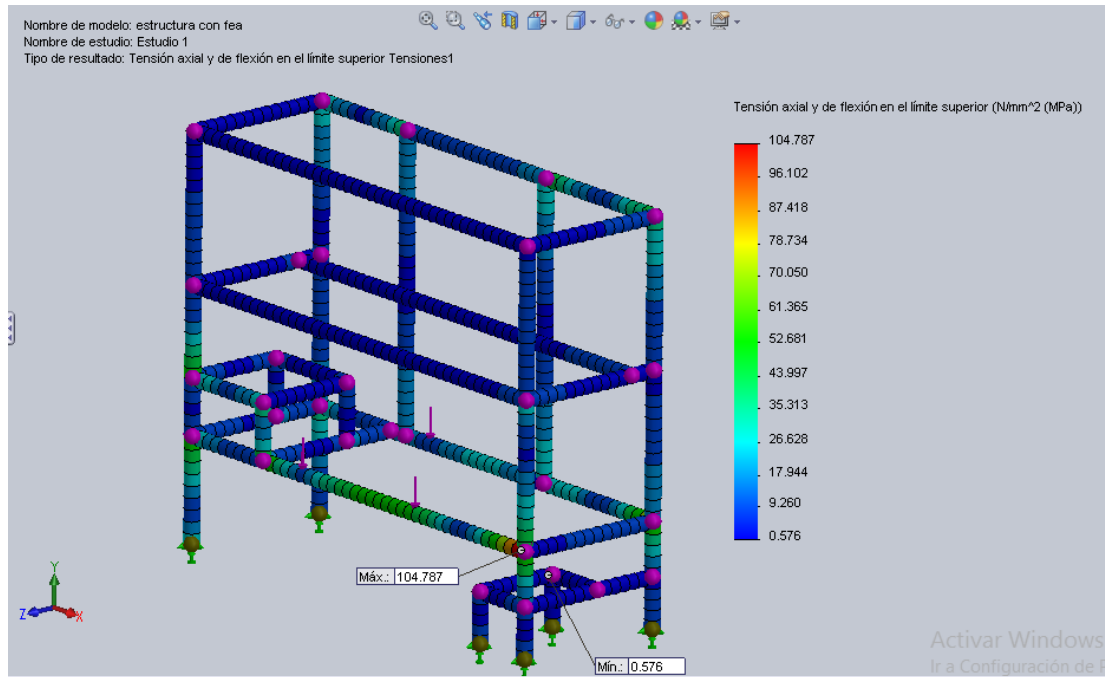 Nombre de modelo: estructura con fea
Nombre de estudio: Estudio 1
Tipo de resultado: Tensión axial y de flexión en el límite superior Tensiones1
Tensión axial y de flexión en el límite superior (N/mm^2 (MPa))
104.787
96.102
87.418
78.734
70.050
61.365
52.681
43.997
35.313
26.628
17.944
9.260
0.576
Máx.: 104.787
Mín.: 0.576
Y
Z
X
Activar Windows
Ir a Configuración de